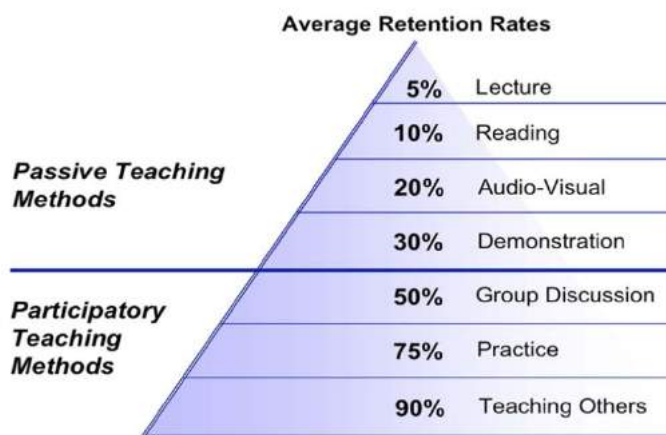 Average Retention Rates
5% Lecture
10% Reading
Passive Teaching
Methods
20% Audio-Visual
30% Demonstration
Participatory
Teaching
Methods
50% Group Discussion
75% Practice
90% Teaching Others